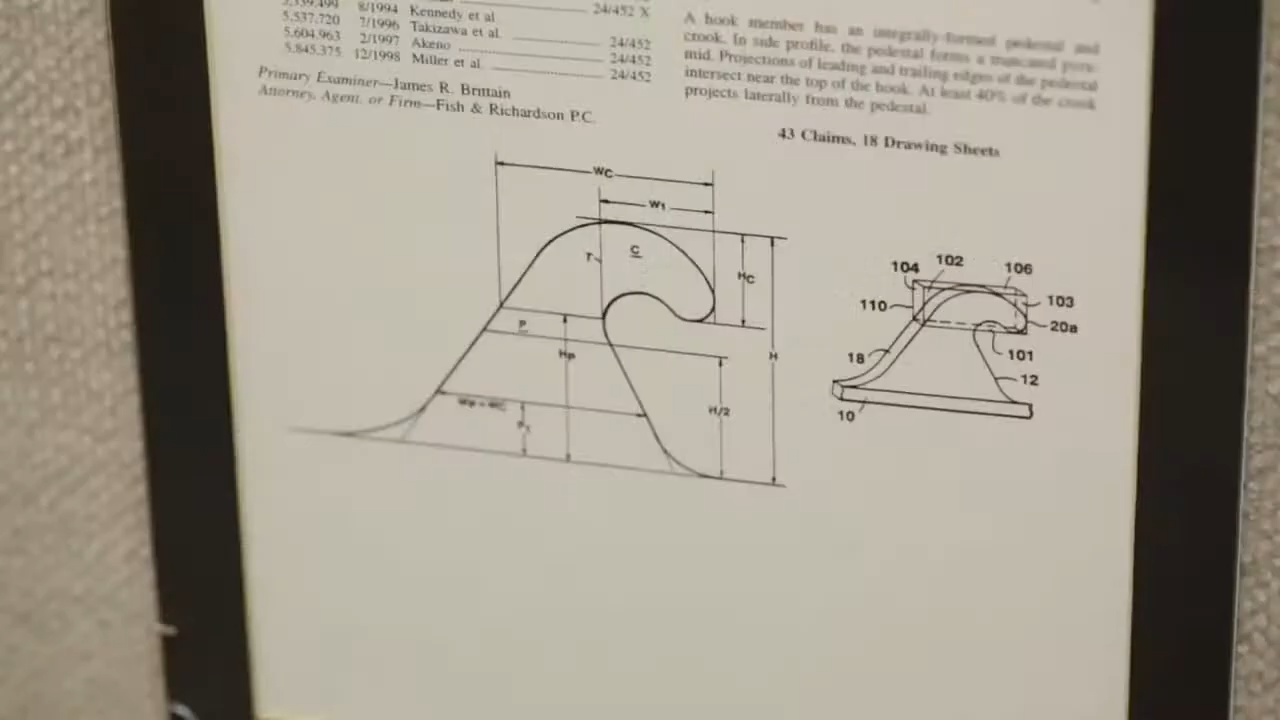 5,339,499 8/1994 Kennedy et al. 24/452 X
5,537,720 7/1996 Takizawa et al. 24/452
5,604,963 2/1997 Akeno 24/452
5,845,375 12/1998 Miller et al. 24/452
Primary Examiner—James R. Brittain
Attorney, Agent, or Firm—Fish & Richardson P.C.
A hook member has an integrally-formed pedestal and
crook. In side profile, the pedestal forms a truncated pyra-
mid. Projections of leading and trailing edges of the pedestal
intersect near the top of the hook. At least 40% of the crook
projects laterally from the pedestal.
43 Claims, 18 Drawing Sheets
WC
W1
C
T
HC
P
HP
H
H/2
P1
102
104
106
103
110
20a
18
101
12
10